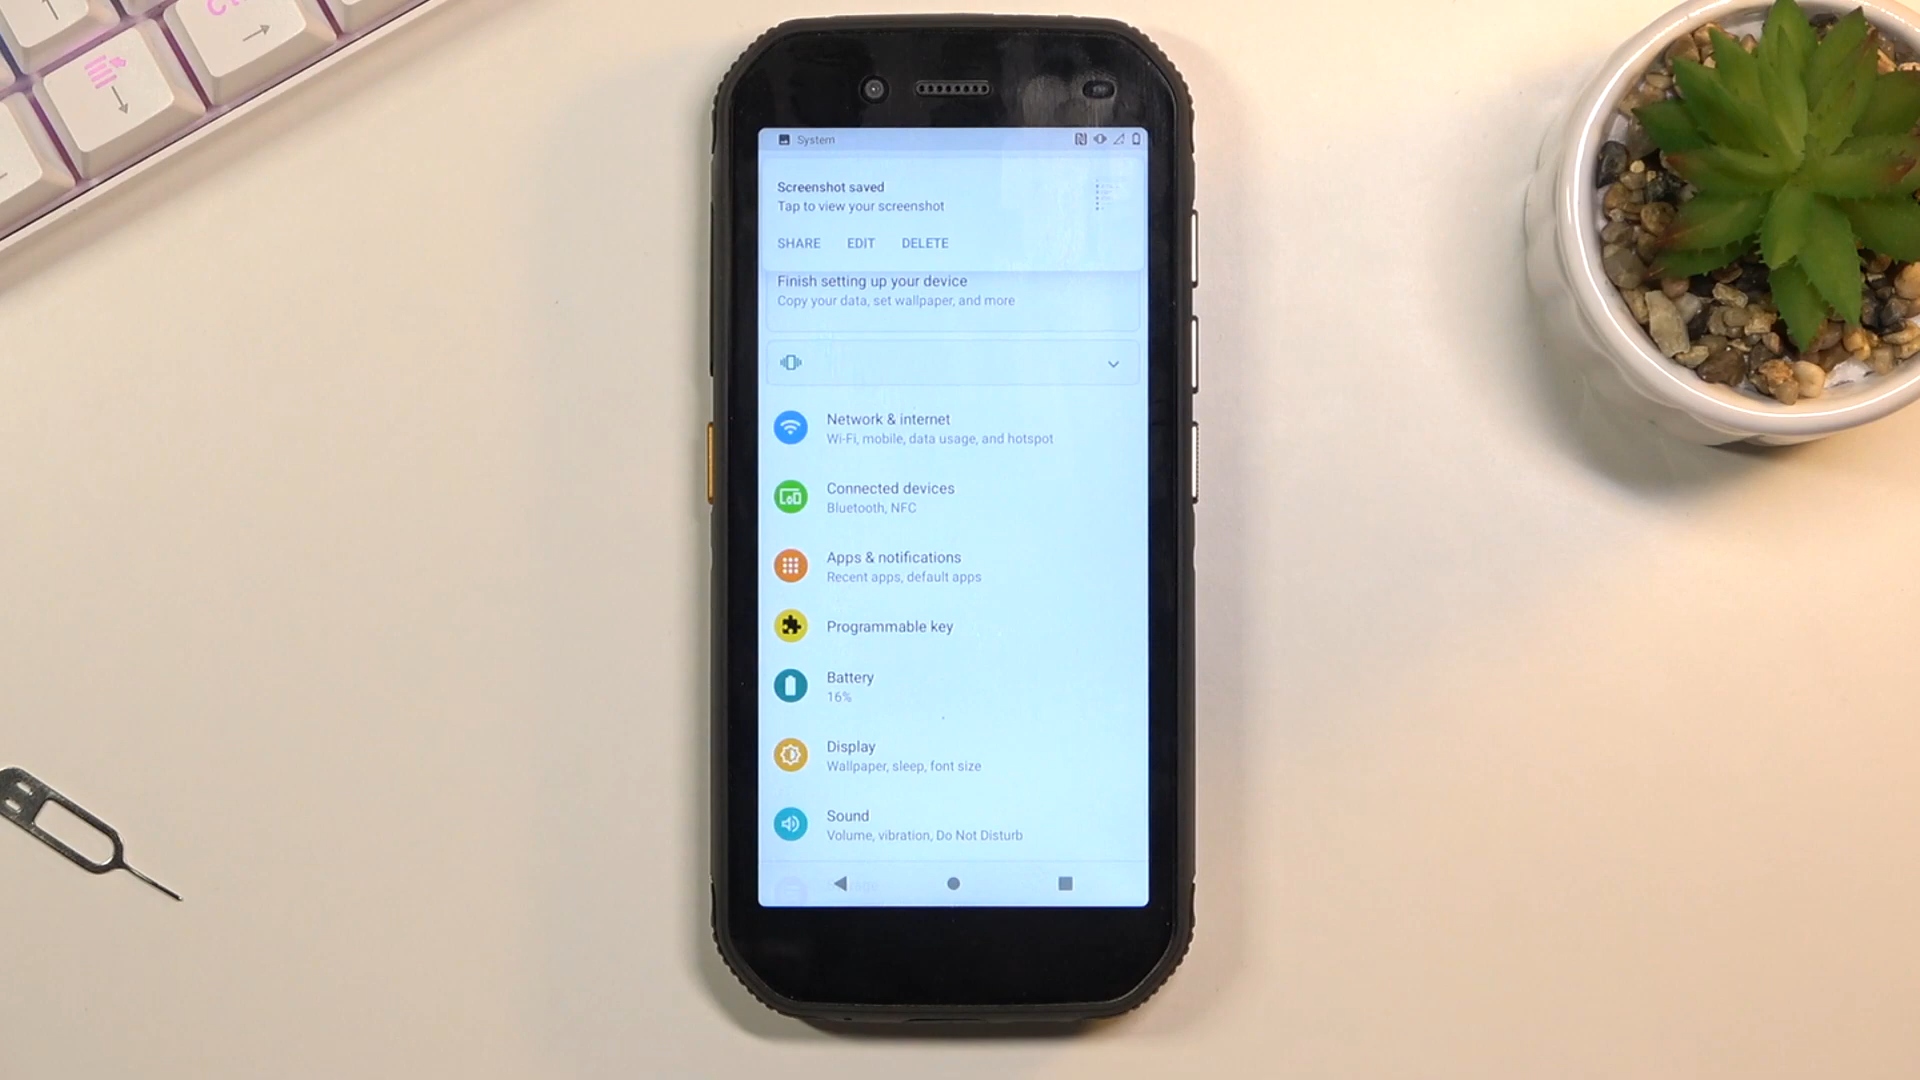 System
Screenshot saved
Tap to view your screenshot
SHARE EDIT DELETE
Finish setting up your device
Copy your data, set wallpaper, and more
Network & internet
Wi-Fi, mobile, data usage, and hotspot
Connected devices
Bluetooth, NFC
Apps & notifications
Recent apps, default apps
Programmable key
Battery
16%
Display
Wallpaper, sleep, font size
Sound
Volume, vibration, Do Not Disturb